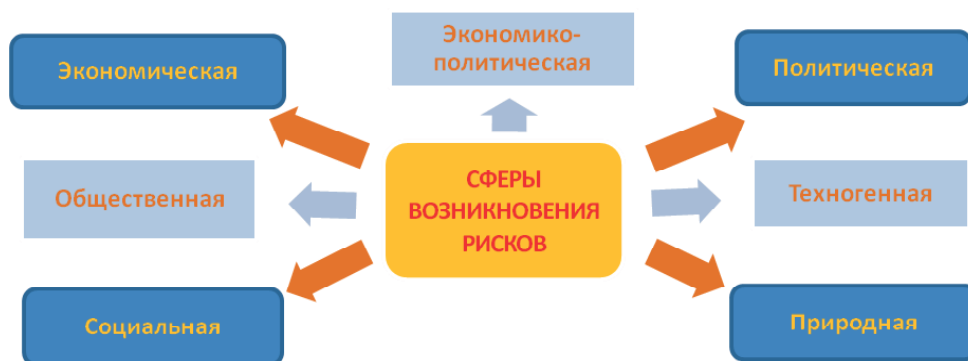 Экономическая
Экономико-
политическая
Политическая
Общественная
СФЕРЫ
ВОЗНИКНОВЕНИЯ
РИСКОВ
Техногенная
Социальная
Природная